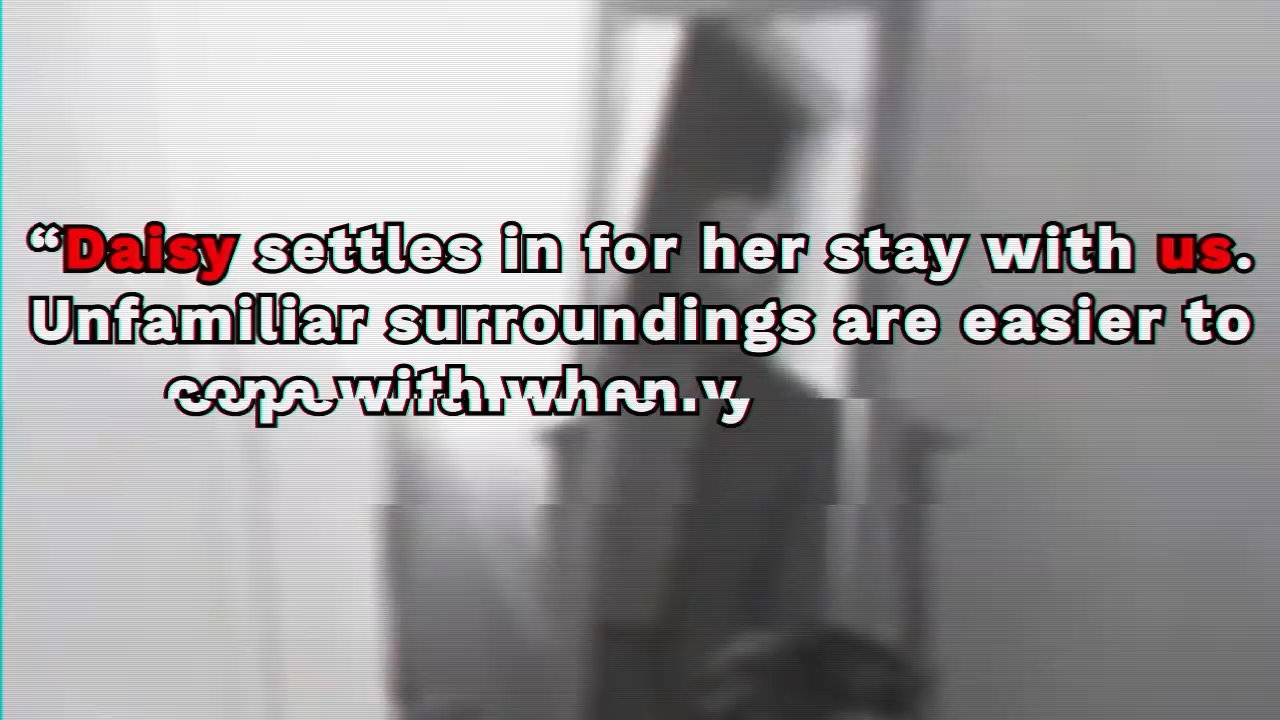 “Daisy settles in for her stay with us.
Unfamiliar surroundings are easier to
cope with when. y